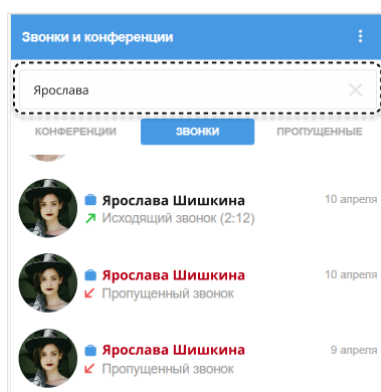 Звонки и конференции
Ярослава
КОНФЕРЕНЦИИ ЗВОНКИ ПРОПУЩЕННЫЕ
Ярослава Шишкина 10 апреля
Исходящий звонок (2:12)
Ярослава Шишкина 10 апреля
Пропущенный звонок
Ярослава Шишкина 9 апреля
Пропущенный звонок